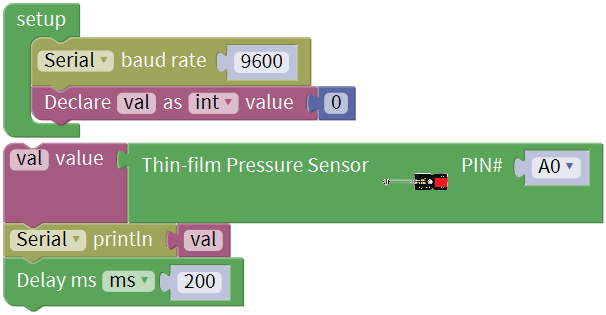 setup
Serial baud rate 9600
Declare val as int value 0
val value Thin-film Pressure Sensor PIN# A0
Serial println val
Delay ms ms 200